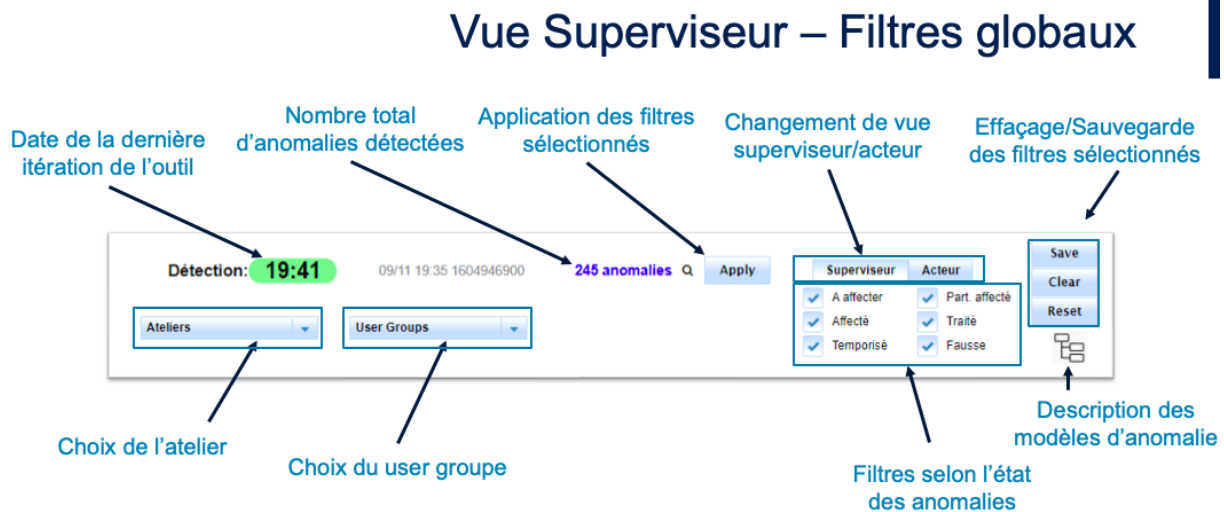 Vue Superviseur – Filtres globaux
Date de la dernière
itération de l'outil
Nombre total
d'anomalies détectées
Application des filtres
sélectionnés
Changement de vue
superviseur/acteur
Effaçage/Sauvegarde
des filtres sélectionnés
Détection: 19:41
09/11 19:35 1604946900
245 anomalies
Apply
Superviseur Acteur
A affecter Part. affecté
Affecté Traité
Temporisé Fausse
Save
Clear
Reset
Ateliers
User Groups
Choix de l'atelier
Choix du user groupe
Filtres selon l'état
des anomalies
Description des
modèles d'anomalie